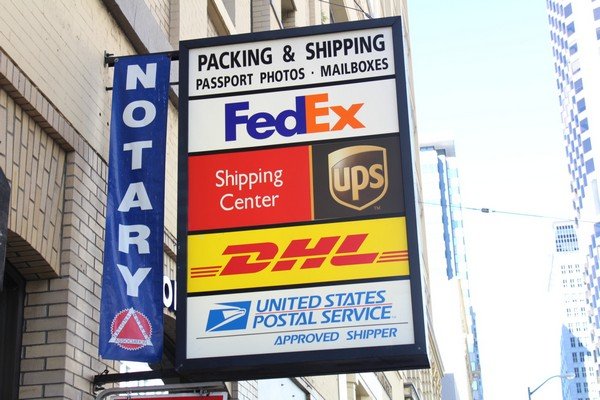 PACKING & SHIPPING
PASSPORT PHOTOS · MAILBOXES
FedEx
Shipping
Center
ups
DHL
UNITED STATES
POSTAL SERVICE
APPROVED SHIPPER
NOTARY